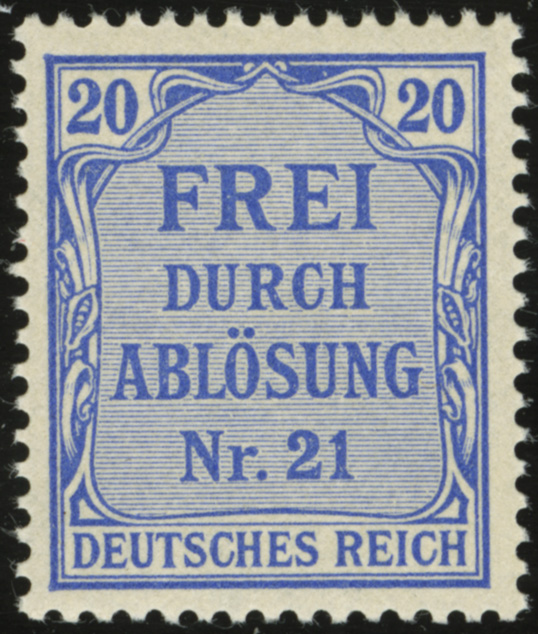 20 20
FREI
DURCH
ABLÖSUNG
Nr. 21
DEUTSCHES REICH